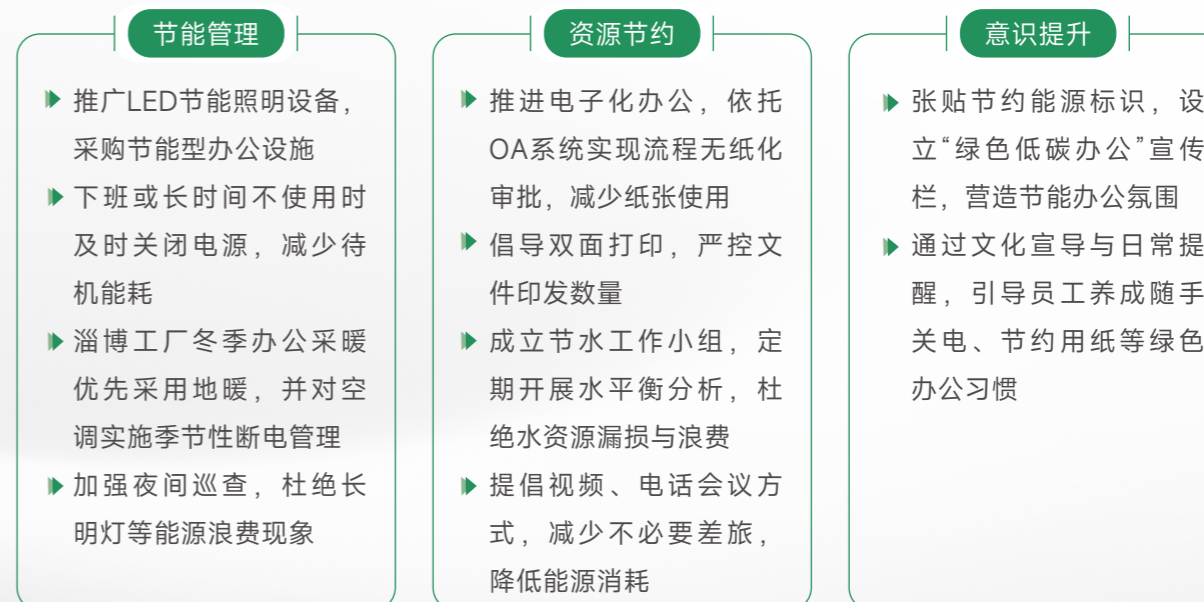 节能管理
推广LED节能照明设备，
采购节能型办公设施
下班或长时间不使用时
及时关闭电源，减少待
机能耗
淄博工厂冬季办公采暖
优先采用地暖，并对空
调实施季节性断电管理
加强夜间巡查，杜绝长
明灯等能源浪费现象
资源节约
推进电子化办公，依托
OA系统实现流程无纸化
审批，减少纸张使用
倡导双面打印，严控文
件印发数量
成立节水工作小组，定
期开展水平衡分析，杜
绝水资源漏损与浪费
提倡视频、电话会议方
式，减少不必要差旅，
降低能源消耗
意识提升
张贴节约能源标识，设
立“绿色低碳办公”宣传
栏，营造节能办公氛围
通过文化宣导与日常提
醒，引导员工养成随手
关电、节约用纸等绿色
办公习惯